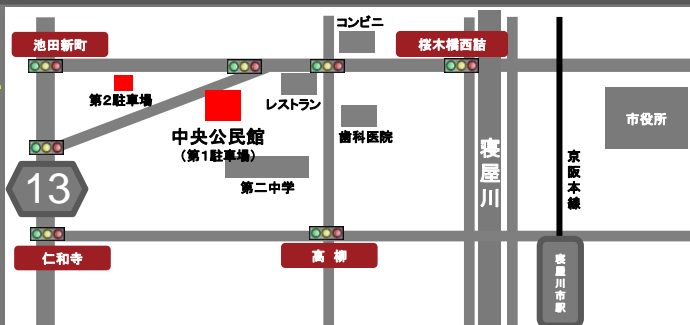 コンビニ
池田新町
桜木橋西詰
第2駐車場
レストラン
中央公民館
(第1駐車場)
歯科医院
市役所
第二中学
寝屋川
京阪本線
13
仁和寺
高柳
寝屋川市駅